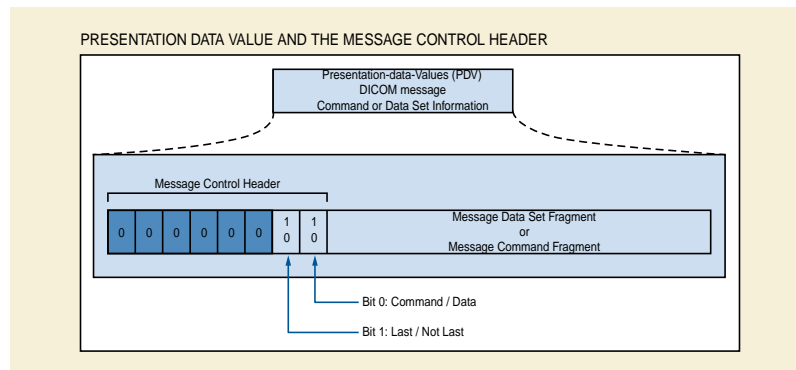 PRESENTATION DATA VALUE AND THE MESSAGE CONTROL HEADER
Presentation-data-Values (PDV)
DICOM message
Command or Data Set Information
Message Control Header
0 0 0 0 0 0 1 1
0 0
Message Data Set Fragment
or
Message Command Fragment
Bit 0: Command / Data
Bit 1: Last / Not Last